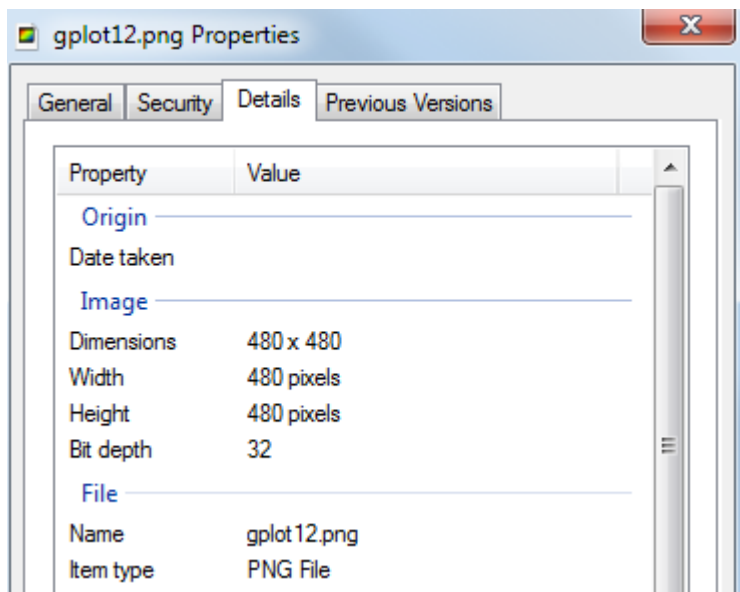 gplot12.png Properties
General Security Details Previous Versions
Property Value
Origin
Date taken
Image
Dimensions 480 x 480
Width 480 pixels
Height 480 pixels
Bit depth 32
File
Name gplot12.png
Item type PNG File